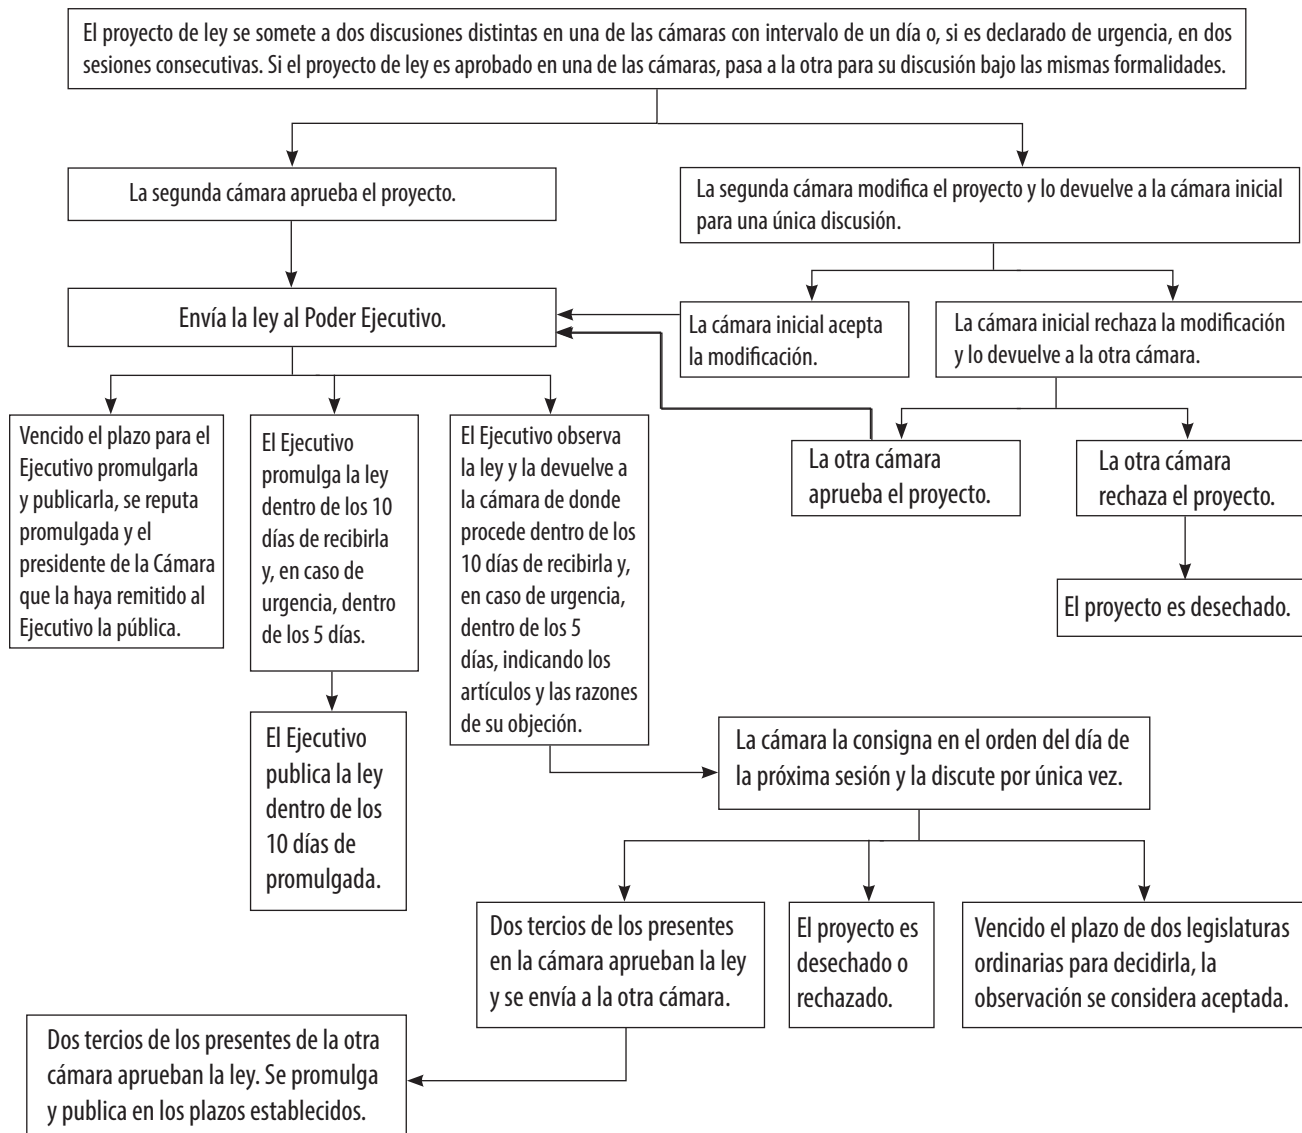 El proyecto de ley se somete a dos discusiones distintas en una de las cámaras con intervalo de un día o, si es declarado de urgencia, en dos
sesiones consecutivas. Si el proyecto de ley es aprobado en una de las cámaras, pasa a la otra para su discusión bajo las mismas formalidades.
La segunda cámara aprueba el proyecto.
La segunda cámara modifica el proyecto y lo devuelve a la cámara inicial
para una única discusión.
Envía la ley al Poder Ejecutivo.
La cámara inicial acepta
la modificación.
La cámara inicial rechaza la modificación
y lo devuelve a la otra cámara.
Vencido el plazo para el
Ejecutivo promulgarla
y publicarla, se reputa
promulgada y el
presidente de la Cámara
que la haya remitido al
Ejecutivo la pública.
El Ejecutivo
promulga la ley
dentro de los 10
días de recibirla
y, en caso de
urgencia, dentro
de los 5 días.
El Ejecutivo observa
la ley y la devuelve a
la cámara de donde
procede dentro de los
10 días de recibirla y,
en caso de urgencia,
dentro de los 5
días, indicando los
artículos y las razones
de su objeción.
La otra cámara
aprueba el proyecto.
La otra cámara
rechaza el proyecto.
El proyecto es desechado.
El Ejecutivo
publica la ley
dentro de los
10 días de
promulgada.
La cámara la consigna en el orden del día de
la próxima sesión y la discute por única vez.
Dos tercios de los presentes
en la cámara aprueban la ley
y se envía a la otra cámara.
El proyecto es
desechado o
rechazado.
Vencido el plazo de dos legislaturas
ordinarias para decidirla, la
observación se considera aceptada.
Dos tercios de los presentes de la otra
cámara aprueban la ley. Se promulga
y publica en los plazos establecidos.